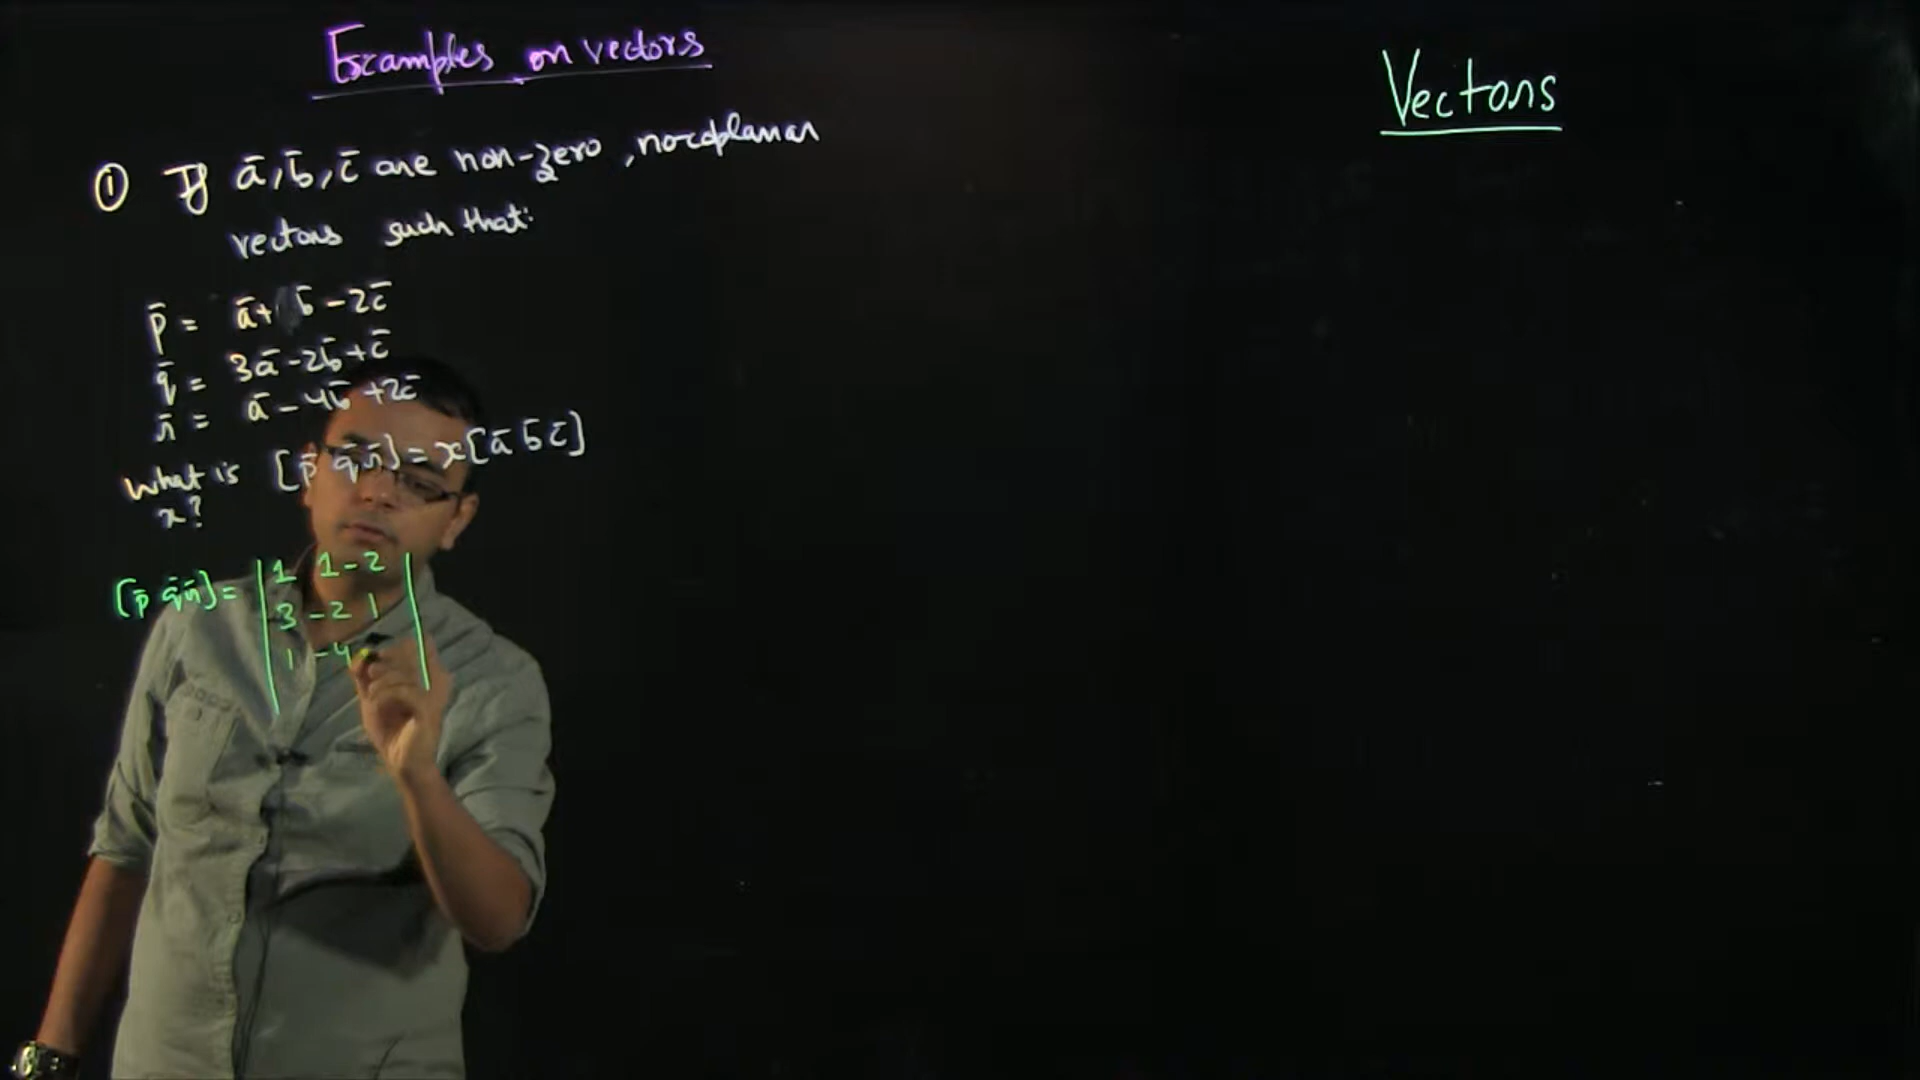 Examples on vectors
Vectors
① If ā, b̄, c̄ are non-zero, nocoplanar
vectors such that:
p̄ = ā + b̄ - 2c̄
q̄ = 3ā - 2b̄ + c̄
r̄ = ā - 4b̄ + 2c̄
What is [p̄ q̄ r̄] = x[ā b̄ c̄]
x?
[p̄ q̄ r̄] = | 1 1 -2 |
3 -2 1
1 -4